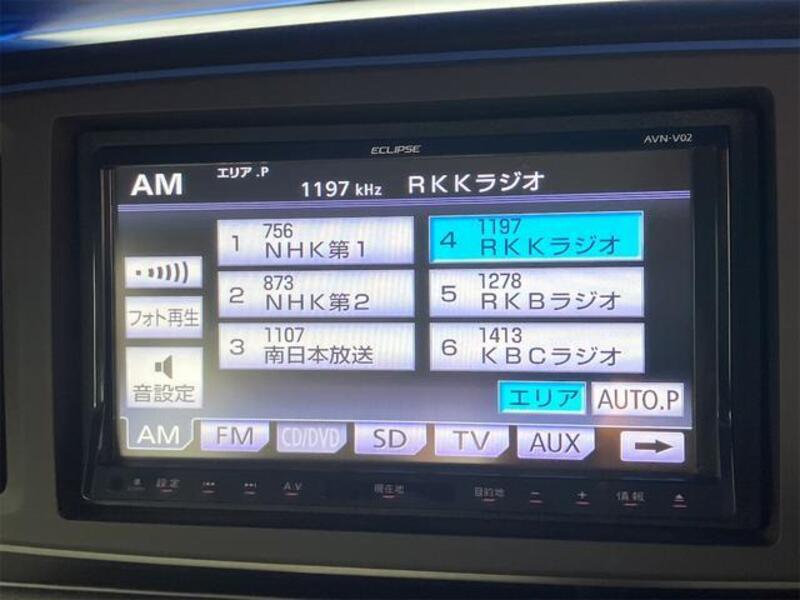 ECLIPSE
AVN-V02
AM
エリア.P
1197 kHz
RKKラジオ
1 756 NHK第1
2 873 NHK第2
3 1107 南日本放送
4 1197 RKKラジオ
5 1278 RKBラジオ
6 1413 KBCラジオ
フォト再生
音設定
エリア
AUTO.P
AM
FM
CD/DVD
SD
TV
AUX
設定
A.V
現在地
目的地
−
+
情報